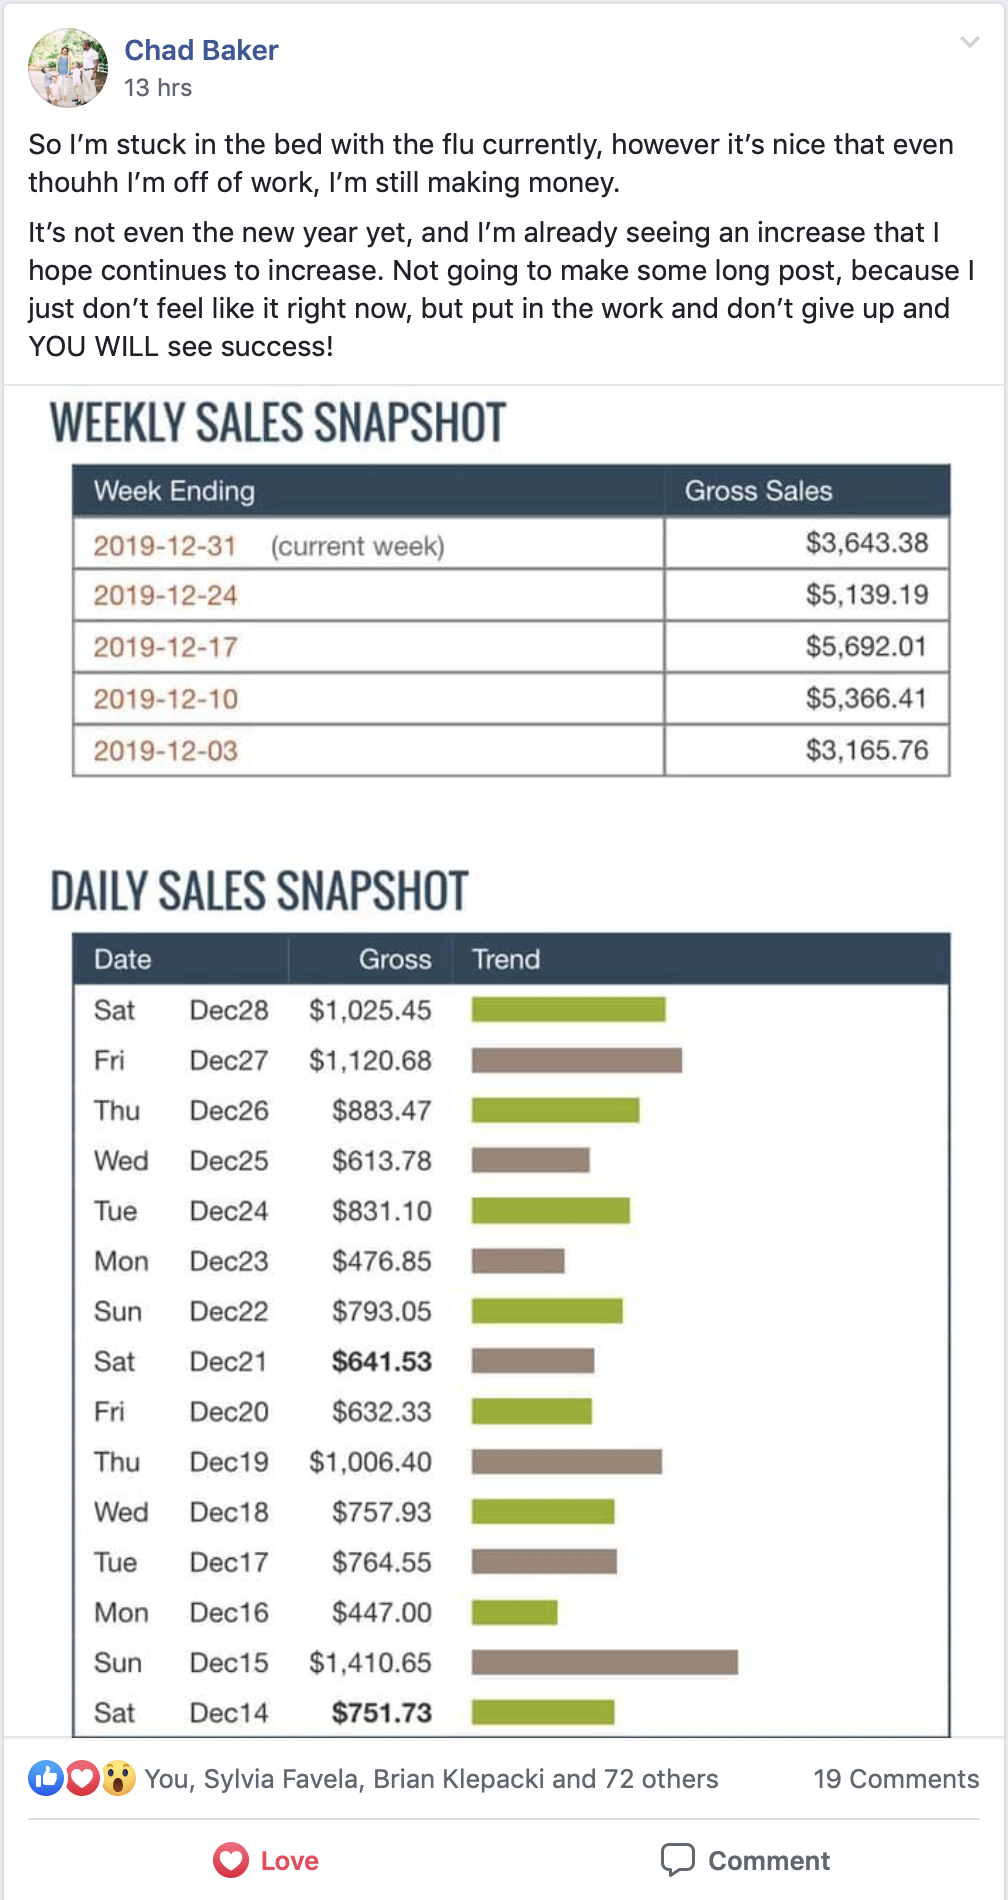 Chad Baker
13 hrs
So I'm stuck in the bed with the flu currently, however it's nice that even
thouhh I'm off of work, I'm still making money.
It's not even the new year yet, and I'm already seeing an increase that I
hope continues to increase. Not going to make some long post, because I
just don't feel like it right now, but put in the work and don't give up and
YOU WILL see success!
WEEKLY SALES SNAPSHOT
Week Ending Gross Sales
2019-12-31 (current week) $3,643.38
2019-12-24 $5,139.19
2019-12-17 $5,692.01
2019-12-10 $5,366.41
2019-12-03 $3,165.76
DAILY SALES SNAPSHOT
Date Gross Trend
Sat Dec28 $1,025.45
Fri Dec27 $1,120.68
Thu Dec26 $883.47
Wed Dec25 $613.78
Tue Dec24 $831.10
Mon Dec23 $476.85
Sun Dec22 $793.05
Sat Dec21 $641.53
Fri Dec20 $632.33
Thu Dec19 $1,006.40
Wed Dec18 $757.93
Tue Dec17 $764.55
Mon Dec16 $447.00
Sun Dec15 $1,410.65
Sat Dec14 $751.73
You, Sylvia Favela, Brian Klepacki and 72 others 19 Comments
Love Comment